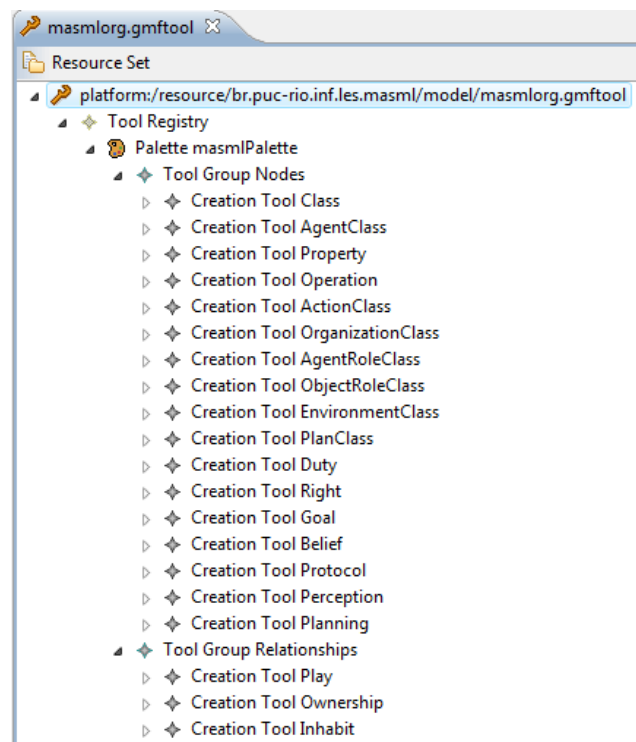 masmlorg.gmftool
Resource Set
platform:/resource/br.puc-rio.inf.les.masml/model/masmlorg.gmftool
Tool Registry
Palette masmlPalette
Tool Group Nodes
Creation Tool Class
Creation Tool AgentClass
Creation Tool Property
Creation Tool Operation
Creation Tool ActionClass
Creation Tool OrganizationClass
Creation Tool AgentRoleClass
Creation Tool ObjectRoleClass
Creation Tool EnvironmentClass
Creation Tool PlanClass
Creation Tool Duty
Creation Tool Right
Creation Tool Goal
Creation Tool Belief
Creation Tool Protocol
Creation Tool Perception
Creation Tool Planning
Tool Group Relationships
Creation Tool Play
Creation Tool Ownership
Creation Tool Inhabit